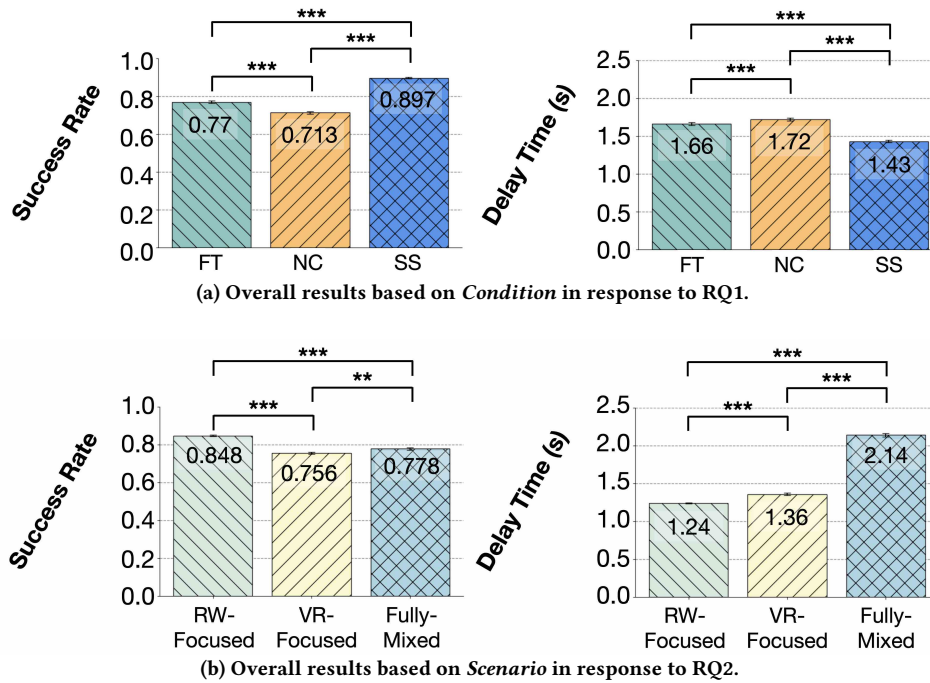 ***
***
***
Success Rate
1.0
0.8
0.6
0.4
0.2
0.0
0.77
0.713
0.897
FT
NC
SS
***
***
***
Delay Time (s)
2.5
2.0
1.5
1.0
0.5
0.0
1.66
1.72
1.43
FT
NC
SS
(a) Overall results based on Condition in response to RQ1.
***
**
***
Success Rate
1.0
0.8
0.6
0.4
0.2
0.0
0.848
0.756
0.778
RW-
Focused
VR-
Focused
Fully-
Mixed
***
***
***
Delay Time (s)
2.5
2.0
1.5
1.0
0.5
0.0
1.24
1.36
2.14
RW-
Focused
VR-
Focused
Fully-
Mixed
(b) Overall results based on Scenario in response to RQ2.